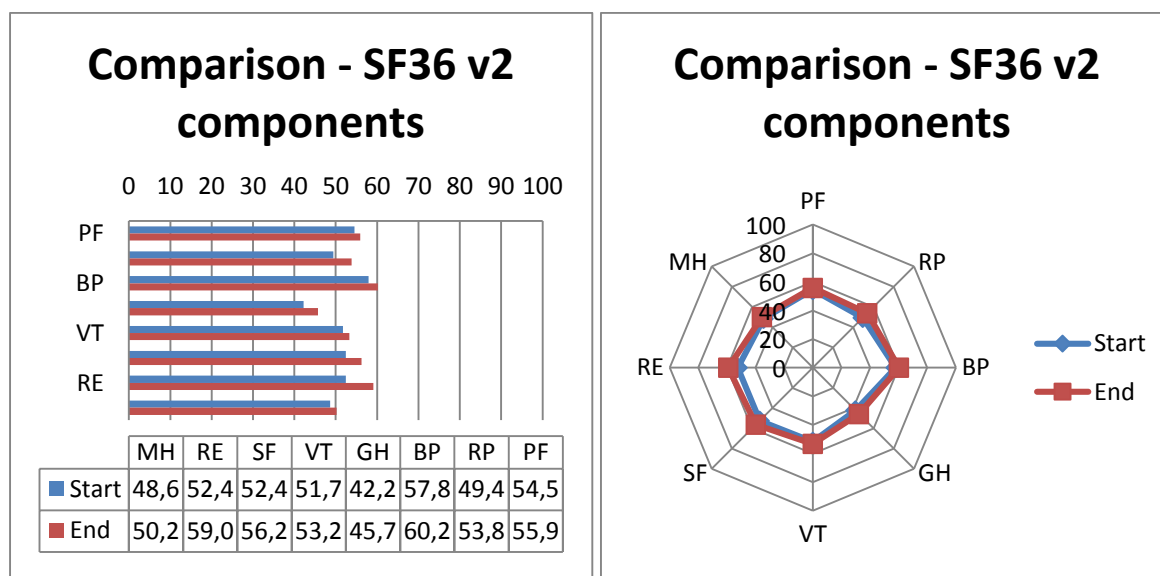 Comparison - SF36 v2
components
0 10 20 30 40 50 60 70 80 90 100
PF
BP
VT
RE
MH RE SF VT GH BP RP PF
Start 48,6 52,4 52,4 51,7 42,2 57,8 49,4 54,5
End 50,2 59,0 56,2 53,2 45,7 60,2 53,8 55,9
Comparison - SF36 v2
components
PF
100
MH 80 RP
60
40
20
RE 0 BP
SF GH
VT
Start
End